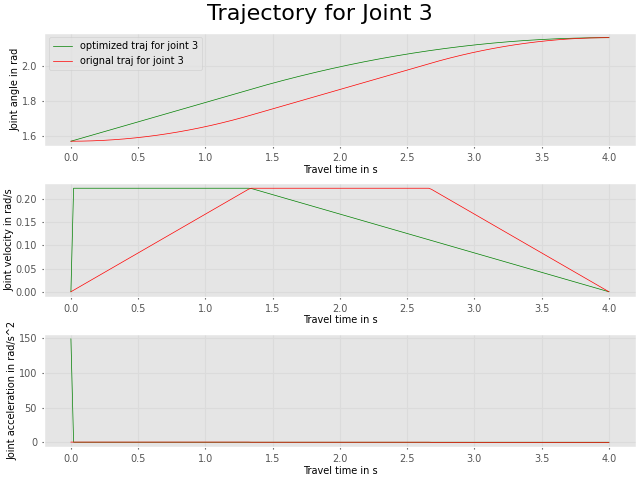 Trajectory for Joint 3
optimized traj for joint 3
orignal traj for joint 3
Joint angle in rad
2.0
1.8
1.6
0.0 0.5 1.0 1.5 2.0 2.5 3.0 3.5 4.0
Travel time in s
Joint velocity in rad/s
0.20
0.15
0.10
0.05
0.00
0.0 0.5 1.0 1.5 2.0 2.5 3.0 3.5 4.0
Travel time in s
Joint acceleration in rad/s^2
150
100
50
0
0.0 0.5 1.0 1.5 2.0 2.5 3.0 3.5 4.0
Travel time in s